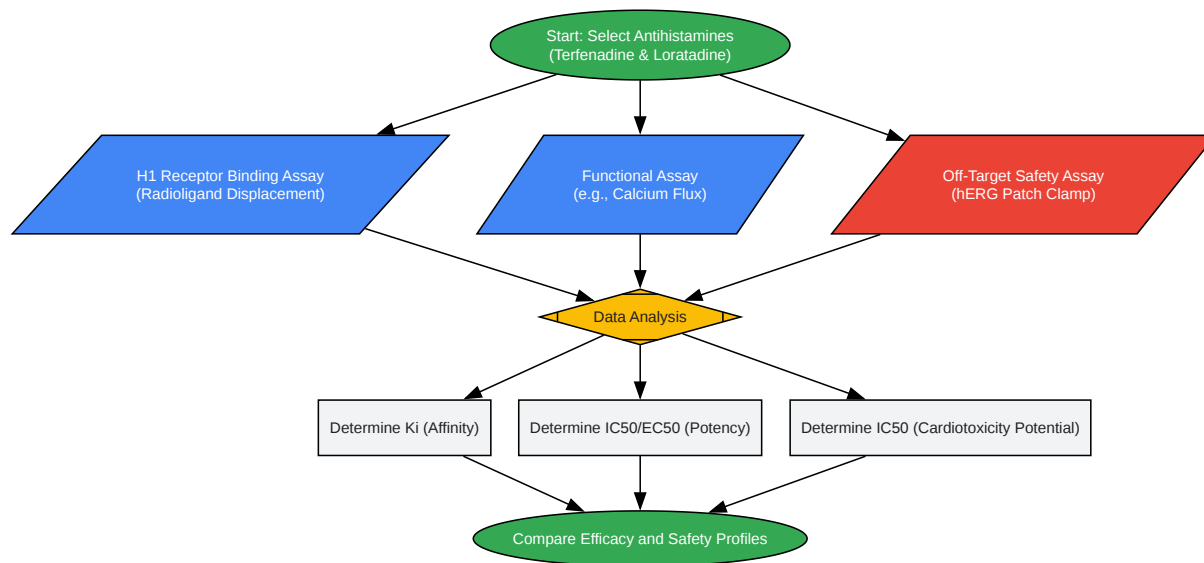 Start: Select Antihistamines
(Terfenadine & Loratadine)
H1 Receptor Binding Assay
(Radioligand Displacement)
Functional Assay
(e.g., Calcium Flux)
Off-Target Safety Assay
(hERG Patch Clamp)
Data Analysis
Determine Ki (Affinity)
Determine IC50/EC50 (Potency)
Determine IC50 (Cardiotoxicity Potential)
Compare Efficacy and Safety Profiles